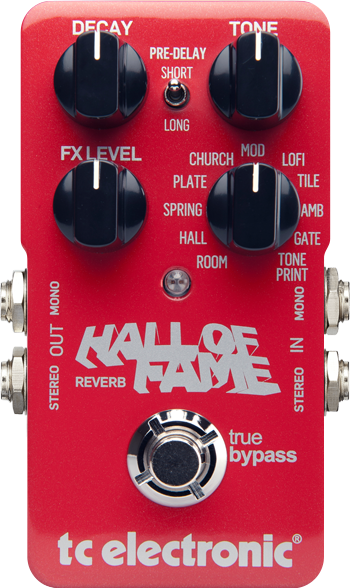 DECAY
TONE
PRE-DELAY
SHORT
LONG
FX LEVEL
ROOM
HALL
SPRING
PLATE
CHURCH
MOD
LOFI
TILE
AMB
GATE
TONE
PRINT
STEREO OUT MONO
STEREO IN MONO
HALL OF
FAME
REVERB
true
bypass
tc electronic®